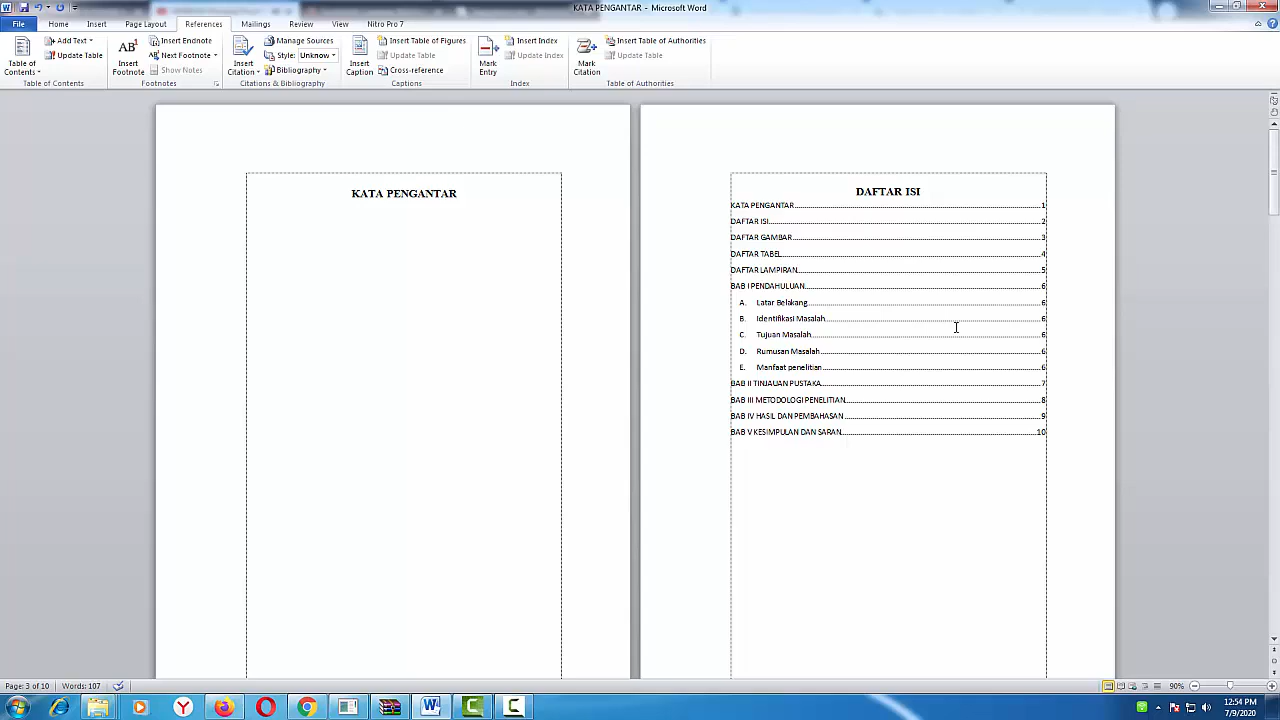 KATA PENGANTAR - Microsoft Word
File Home Insert Page Layout References Mailings Review View Nitro Pro 7
Table of Contents
Add Text
Update Table
Table of Contents
AB1
Insert Footnote
Insert Endnote
Next Footnote
Show Notes
Footnotes
Insert Citation
Manage Sources
Style: Unknow
Bibliography
Citations & Bibliography
Insert Caption
Insert Table of Figures
Update Table
Cross-reference
Captions
Mark Entry
Insert Index
Update Index
Index
Mark Citation
Insert Table of Authorities
Update Table
Table of Authorities
KATA PENGANTAR
DAFTAR ISI
KATA PENGANTAR 1
DAFTAR ISI 2
DAFTAR GAMBAR 3
DAFTAR TABEL 4
DAFTAR LAMPIRAN 5
BAB I PENDAHULUAN 6
A. Latar Belakang 6
B. Identifikasi Masalah 6
C. Tujuan Masalah 6
D. Rumusan Masalah 6
E. Manfaat penelitian 6
BAB II TINJAUAN PUSTAKA 7
BAB III METODOLOGI PENELITIAN 8
BAB IV HASIL DAN PEMBAHASAN 9
BAB V KESIMPULAN DAN SARAN 10
Page: 3 of 10 Words: 107 90%
12:54 PM
7/9/2020